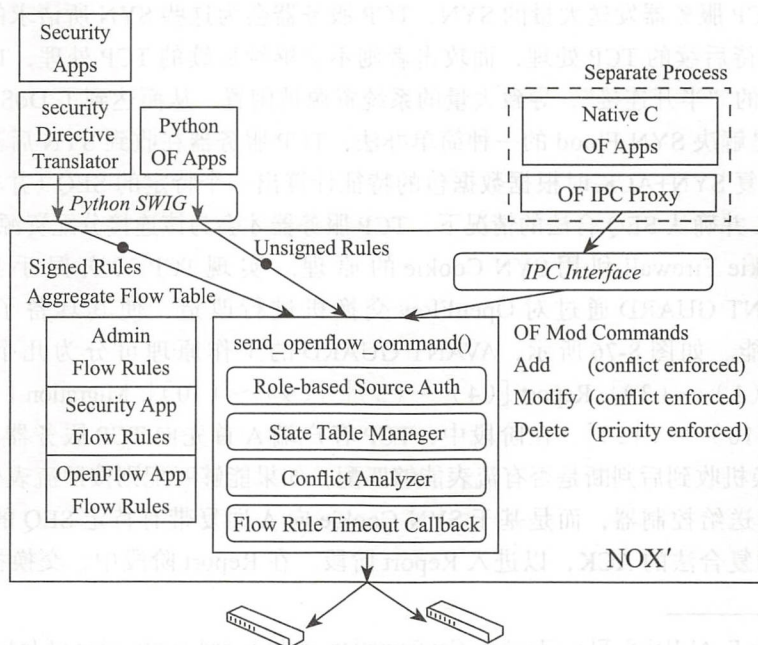 Security
Apps
security
Directive
Translator
Python
OF Apps
Separate Process
Native C
OF Apps
OF IPC Proxy
Python SWIG
Signed Rules
Unsigned Rules
IPC Interface
Aggregate Flow Table
Admin
Flow Rules
Security App
Flow Rules
OpenFlow App
Flow Rules
send_openflow_command()
Role-based Source Auth
State Table Manager
Conflict Analyzer
Flow Rule Timeout Callback
OF Mod Commands
Add (conflict enforced)
Modify (conflict enforced)
Delete (priority enforced)
NOX′